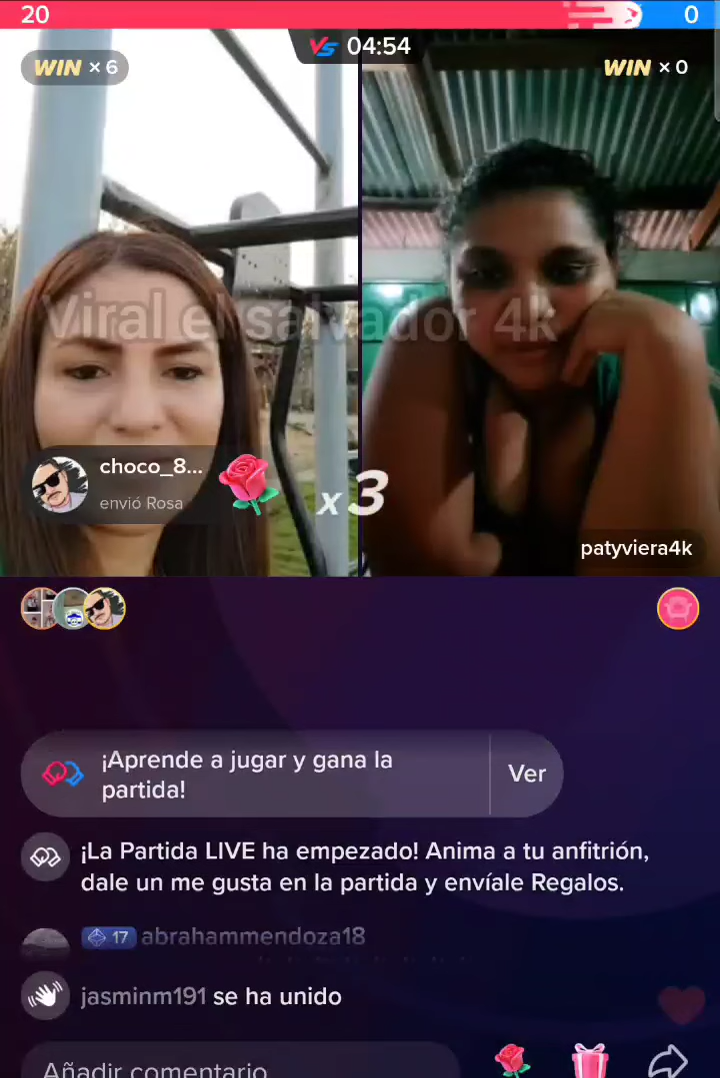 20
0
VS 04:54
WIN × 6
WIN × 0
Viral el salvador 4k
choco_8...
envió Rosa
x 3
patyviera4k
¡Aprende a jugar y gana la
partida!
Ver
¡La Partida LIVE ha empezado! Anima a tu anfitrión,
dale un me gusta en la partida y envíale Regalos.
17 abrahammendoza18
jasminm191 se ha unido
Añadir comentario